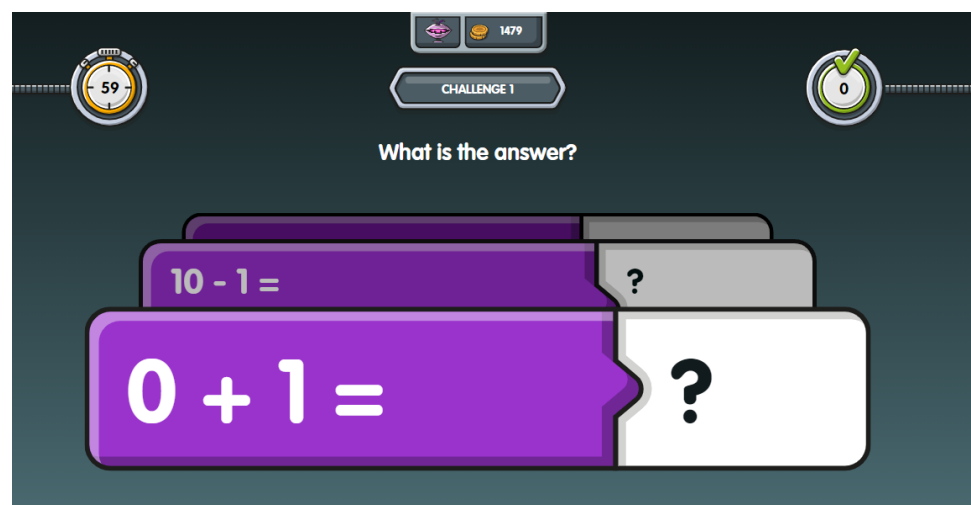 1479
59
CHALLENGE 1
0
What is the answer?
10 - 1 = ?
0 + 1 = ?